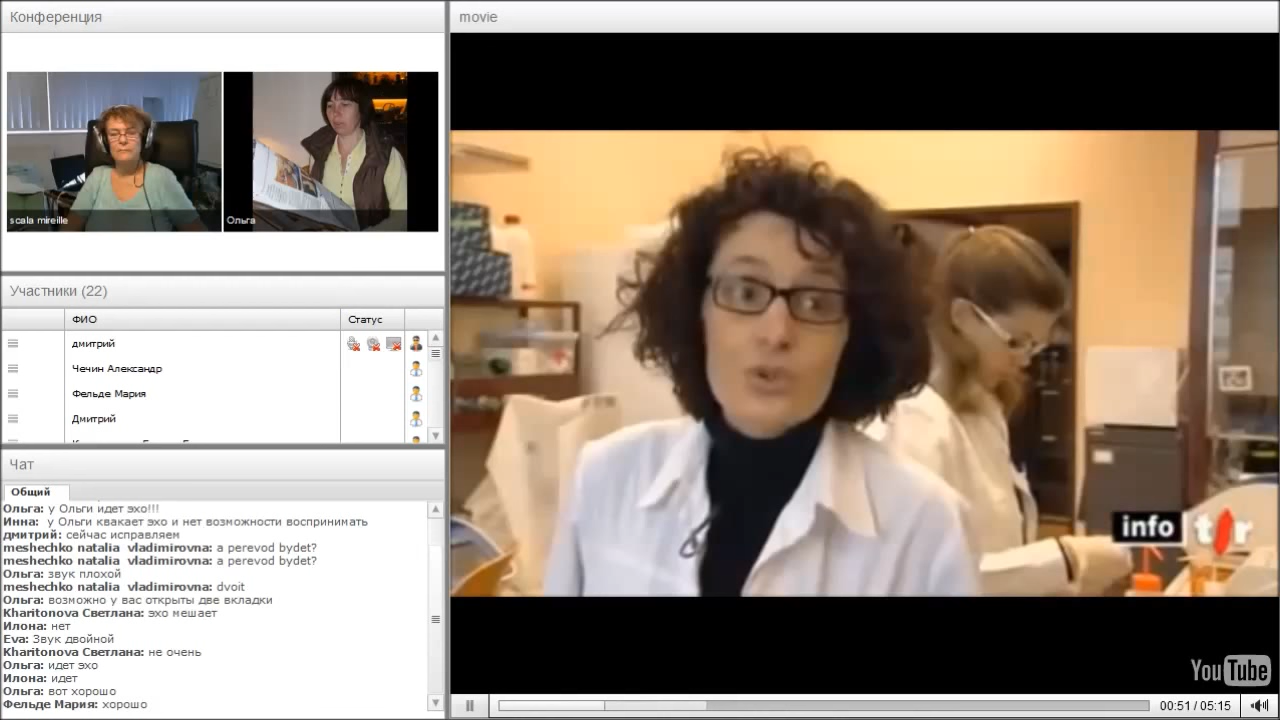 Конференция
scala mireille
Ольга
Участники (22)
ФИО
Статус
дмитрий
Чечин Александр
Фельде Мария
Дмитрий
Чат
Общий
Ольга: у Ольги идет эхо!!!
Инна: у Ольги квакает эхо и нет возможности воспринимать
дмитрий: сейчас исправляем
meshechko natalia vladimirovna: a perevod bydet?
meshechko natalia vladimirovna: a perevod bydet?
Ольга: звук плохой
meshechko natalia vladimirovna: dvoit
Ольга: возможно у вас открыты две вкладки
Kharitonova Светлана: эхо мешает
Илона: нет
Eva: Звук двойной
Kharitonova Светлана: не очень
Ольга: идет эхо
Илона: идет
Ольга: вот хорошо
Фельде Мария: хорошо
movie
info tsr
YouTube
00:51 / 05:15